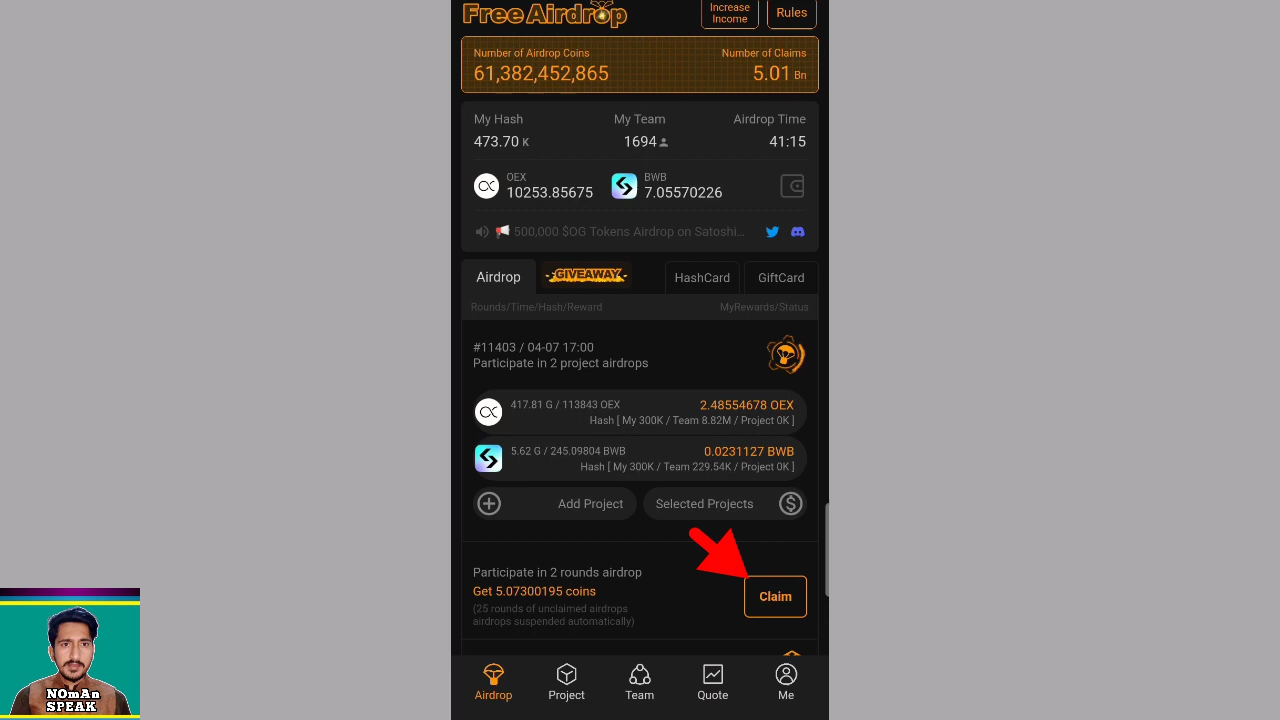 Free Airdrop
Increase
Income
Rules
Number of Airdrop Coins
Number of Claims
61,382,452,865
5.01 Bn
My Hash
My Team
Airdrop Time
473.70 K
1694
41:15
OEX
10253.85675
BWB
7.05570226
500,000 $OG Tokens Airdrop on Satoshi...
Airdrop
GIVEAWAY
HashCard
GiftCard
Rounds/Time/Hash/Reward
MyRewards/Status
#11403 / 04-07 17:00
Participate in 2 project airdrops
417.81 G / 113843 OEX
2.48554678 OEX
Hash [ My 300K / Team 8.82M / Project 0K ]
5.62 G / 245.09804 BWB
0.0231127 BWB
Hash [ My 300K / Team 229.54K / Project 0K ]
Add Project
Selected Projects
Participate in 2 rounds airdrop
Get 5.07300195 coins
(25 rounds of unclaimed airdrops
airdrops suspended automatically)
Claim
Airdrop
Project
Team
Quote
Me
NOmAn
SPEAK